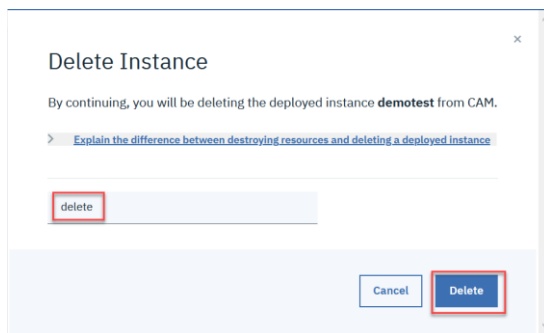 ×
Delete Instance
By continuing, you will be deleting the deployed instance demotest from CAM.
> Explain the difference between destroying resources and deleting a deployed instance
delete
Cancel Delete